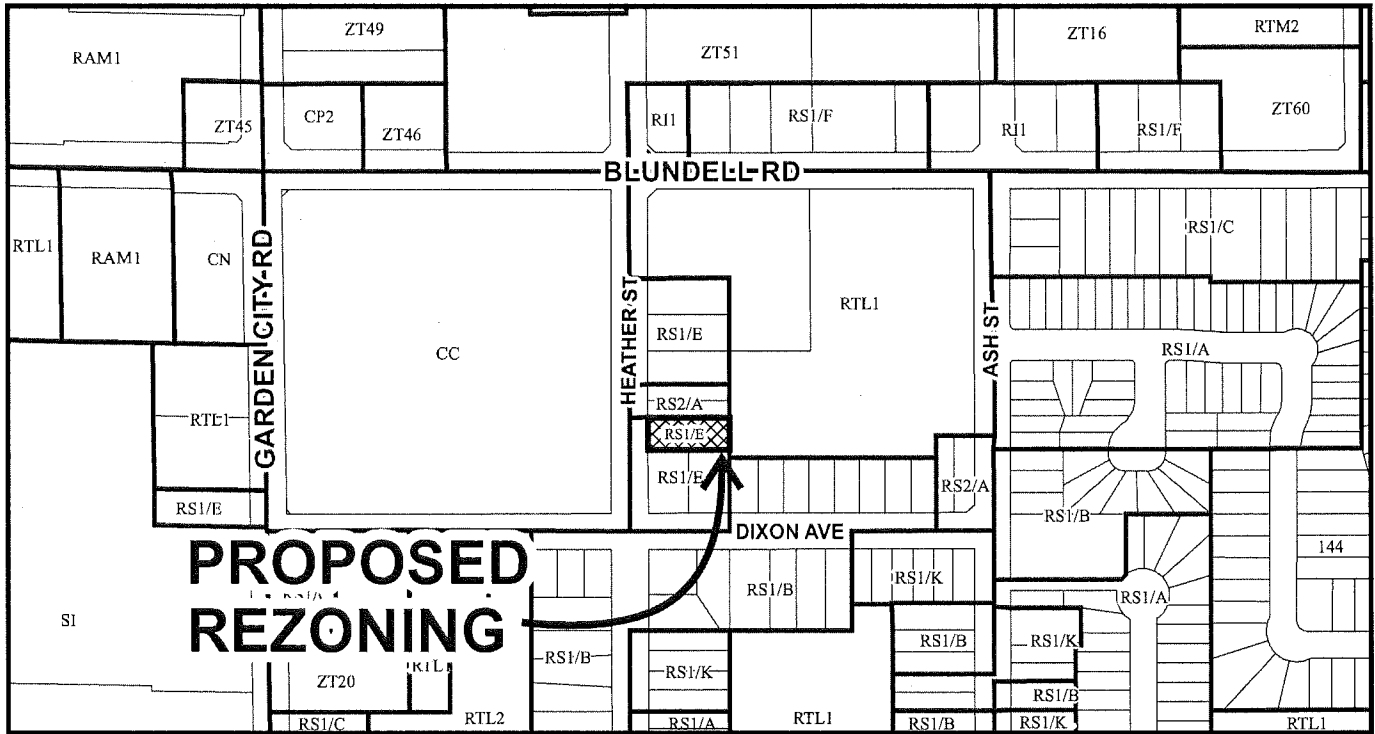 ZT49
RAM1
ZT51
ZT16
RTM2
ZT45
CP2
ZT46
RI1
RS1/F
RI1
RS1/F
ZT60
BLUNDELL RD
RTL1
RAM1
CN
GARDEN CITY RD
CC
HEATHER ST
RS1/E
RTL1
ASH ST
RS1/C
RS1/A
RS2/A
RS1/E
RTL1
RS1/E
RS2/A
RS1/E
RS1/B
144
DIXON AVE
PROPOSED
REZONING
RS1/B
RS1/K
RS1/A
SI
RS1/B
RS1/K
RS1/B
RS1/K
ZT20
RS1/B
RS1/C
RTL2
RS1/A
RTL1
RS1/B
RS1/K
RTL1